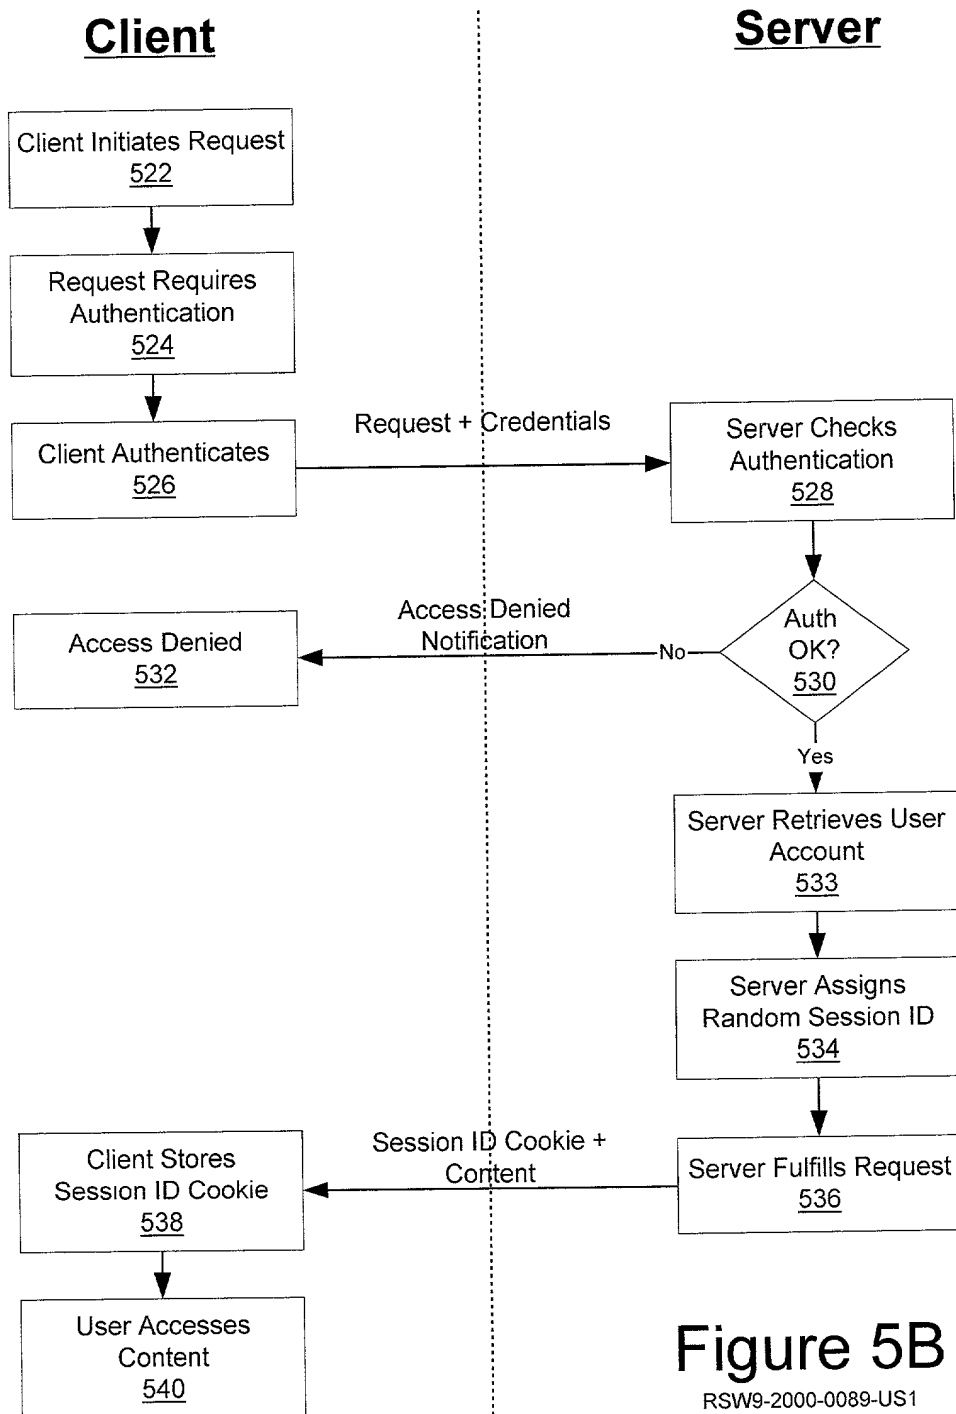 Client
Server
Client Initiates Request
522
Request Requires
Authentication
524
Client Authenticates
526
Request + Credentials
Server Checks
Authentication
528
Access Denied
Notification
Access Denied
532
No
Auth
OK?
530
Yes
Server Retrieves User
Account
533
Server Assigns
Random Session ID
534
Session ID Cookie +
Content
Server Fulfills Request
536
Client Stores
Session ID Cookie
538
User Accesses
Content
540
Figure 5B
RSW9-2000-0089-US1